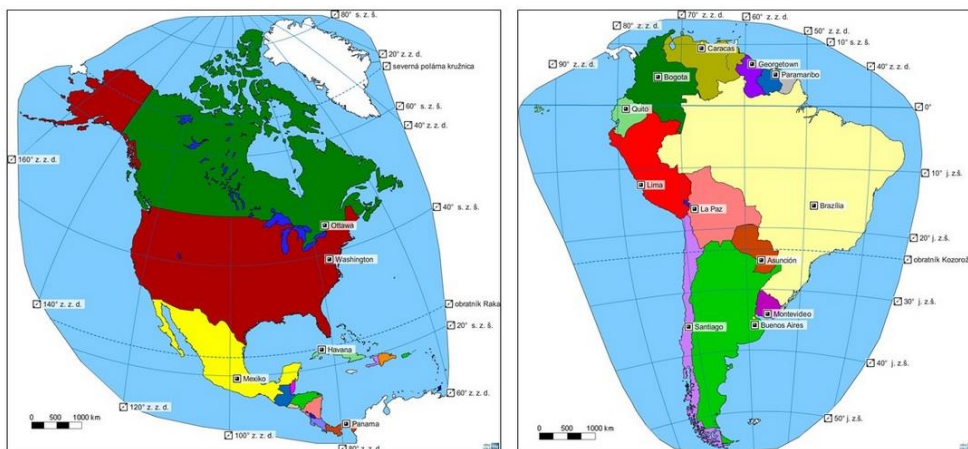 80° s. z. š.
20° z. z. d.
severná polárna kružnica
60° s. z. š.
40° z. z. d.
160° z. z. d.
40° s. z. š.
Ottawa
Washington
140° z. z. d.
obratník Raka
20° s. z. š.
Havana
Mexiko
60° z. z. d.
120° z. z. d.
Panama
0 1000 km
100° z. z. d.
80° z. z. d.
70° z. z. d.
60° z. z. d.
80° z. z. d.
50° z. z. d.
10° s. z. š.
Caracas
90° z. z. d.
Georgetown
40° z. z. d.
Bogota
Paramaribo
Quito
0°
10° j. z. š.
Lima
La Paz
Brazília
20° j. z. š.
Asunción
obratník Kozorož
30° j. z. š.
Montevideo
Santiago
Buenos Aires
40° j. z. š.
50° j. z. š.
0 500 1000 km